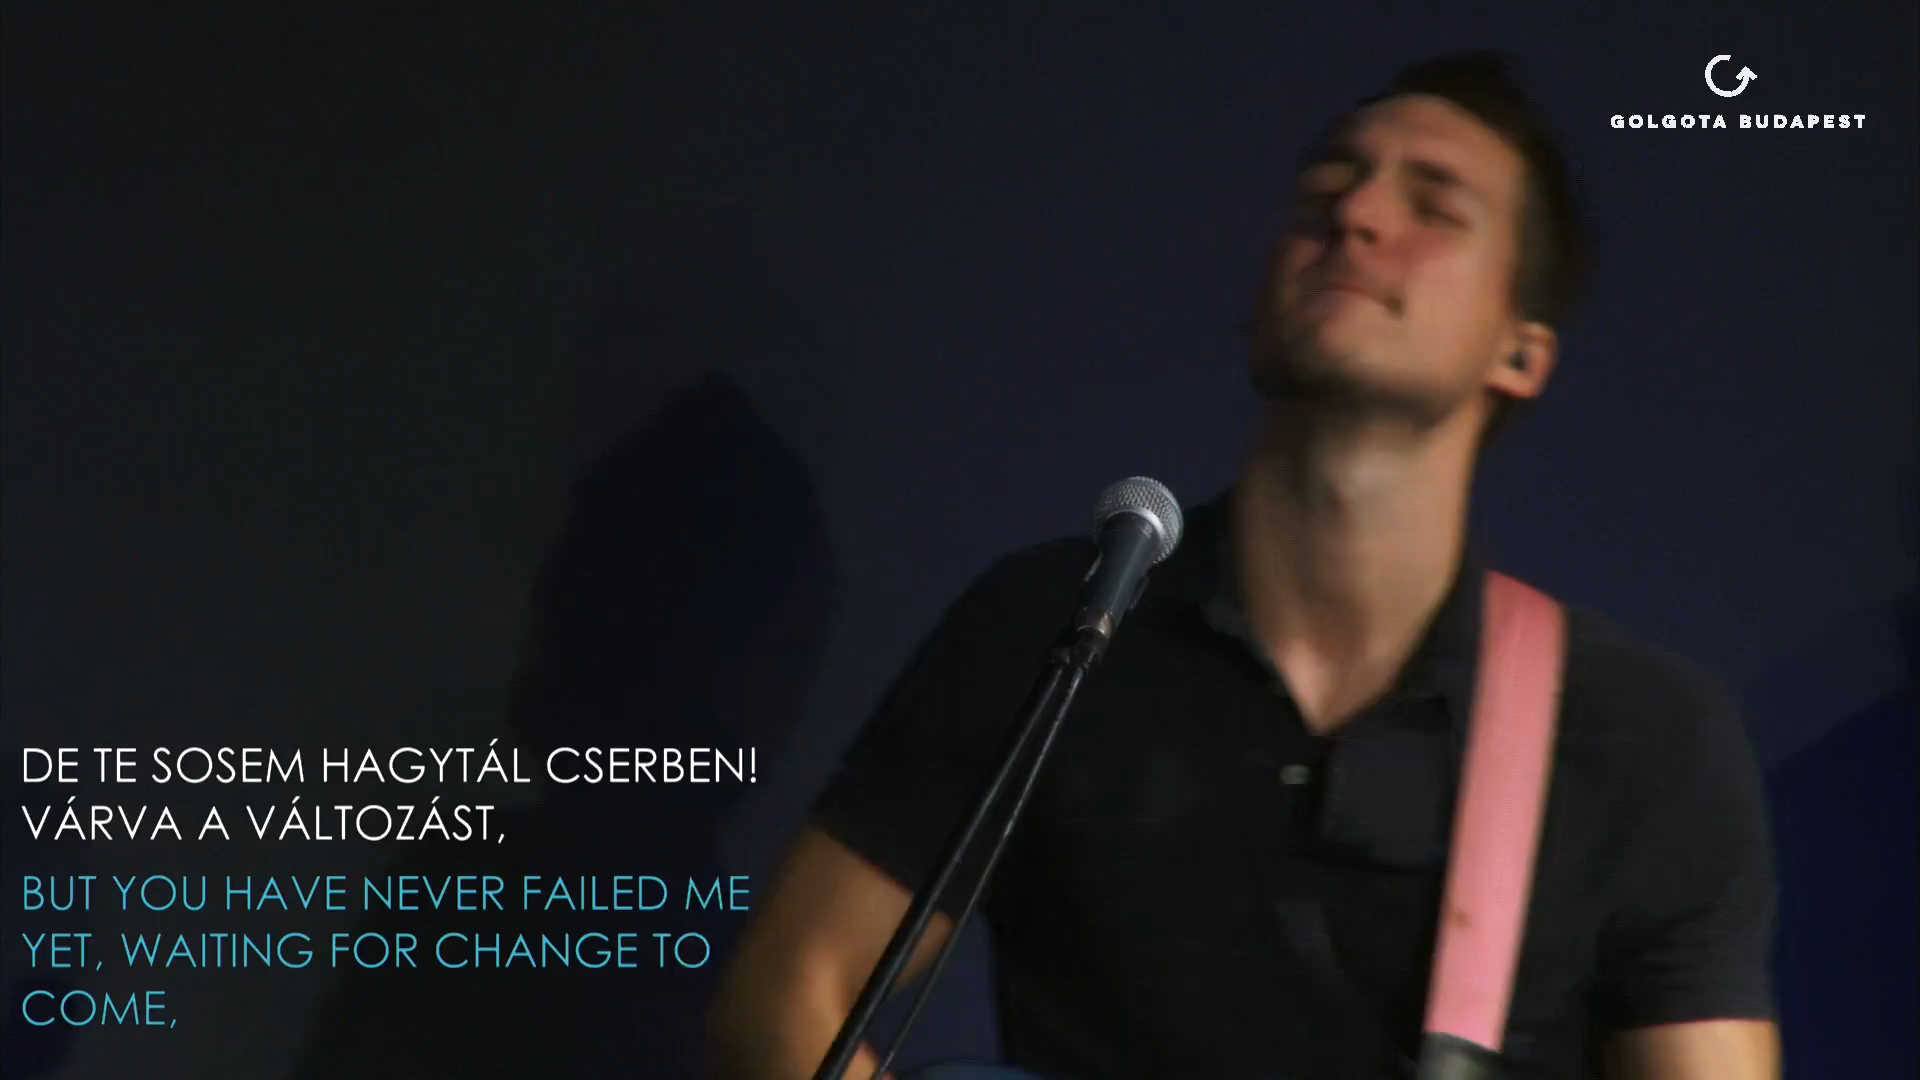 GOLGOTA BUDAPEST
DE TE SOSEM HAGYTÁL CSERBEN!
VÁRVA A VÁLTOZÁST,
BUT YOU HAVE NEVER FAILED ME
YET, WAITING FOR CHANGE TO
COME,